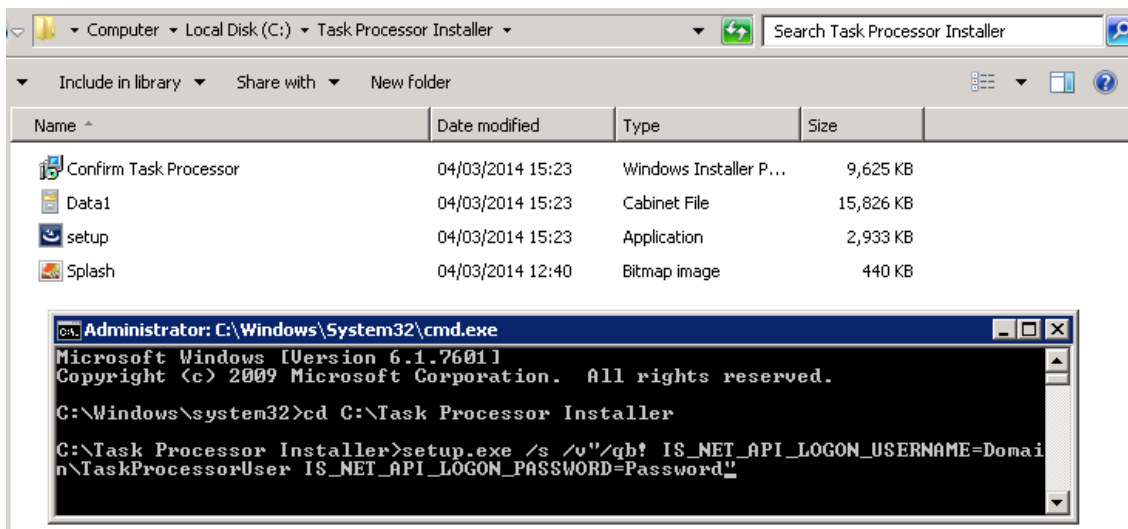 Computer Local Disk (C:) Task Processor Installer
Search Task Processor Installer
Include in library Share with New folder
Name Date modified Type Size
Confirm Task Processor 04/03/2014 15:23 Windows Installer P... 9,625 KB
Data1 04/03/2014 15:23 Cabinet File 15,826 KB
setup 04/03/2014 15:23 Application 2,933 KB
Splash 04/03/2014 12:40 Bitmap image 440 KB
Administrator: C:\Windows\System32\cmd.exe
Microsoft Windows [Version 6.1.7601]
Copyright (c) 2009 Microsoft Corporation. All rights reserved.
C:\Windows\system32>cd C:\Task Processor Installer
C:\Task Processor Installer>setup.exe /s /v"/qb! IS_NET_API_LOGON_USERNAME=Domai
n\TaskProcessorUser IS_NET_API_LOGON_PASSWORD=Password"